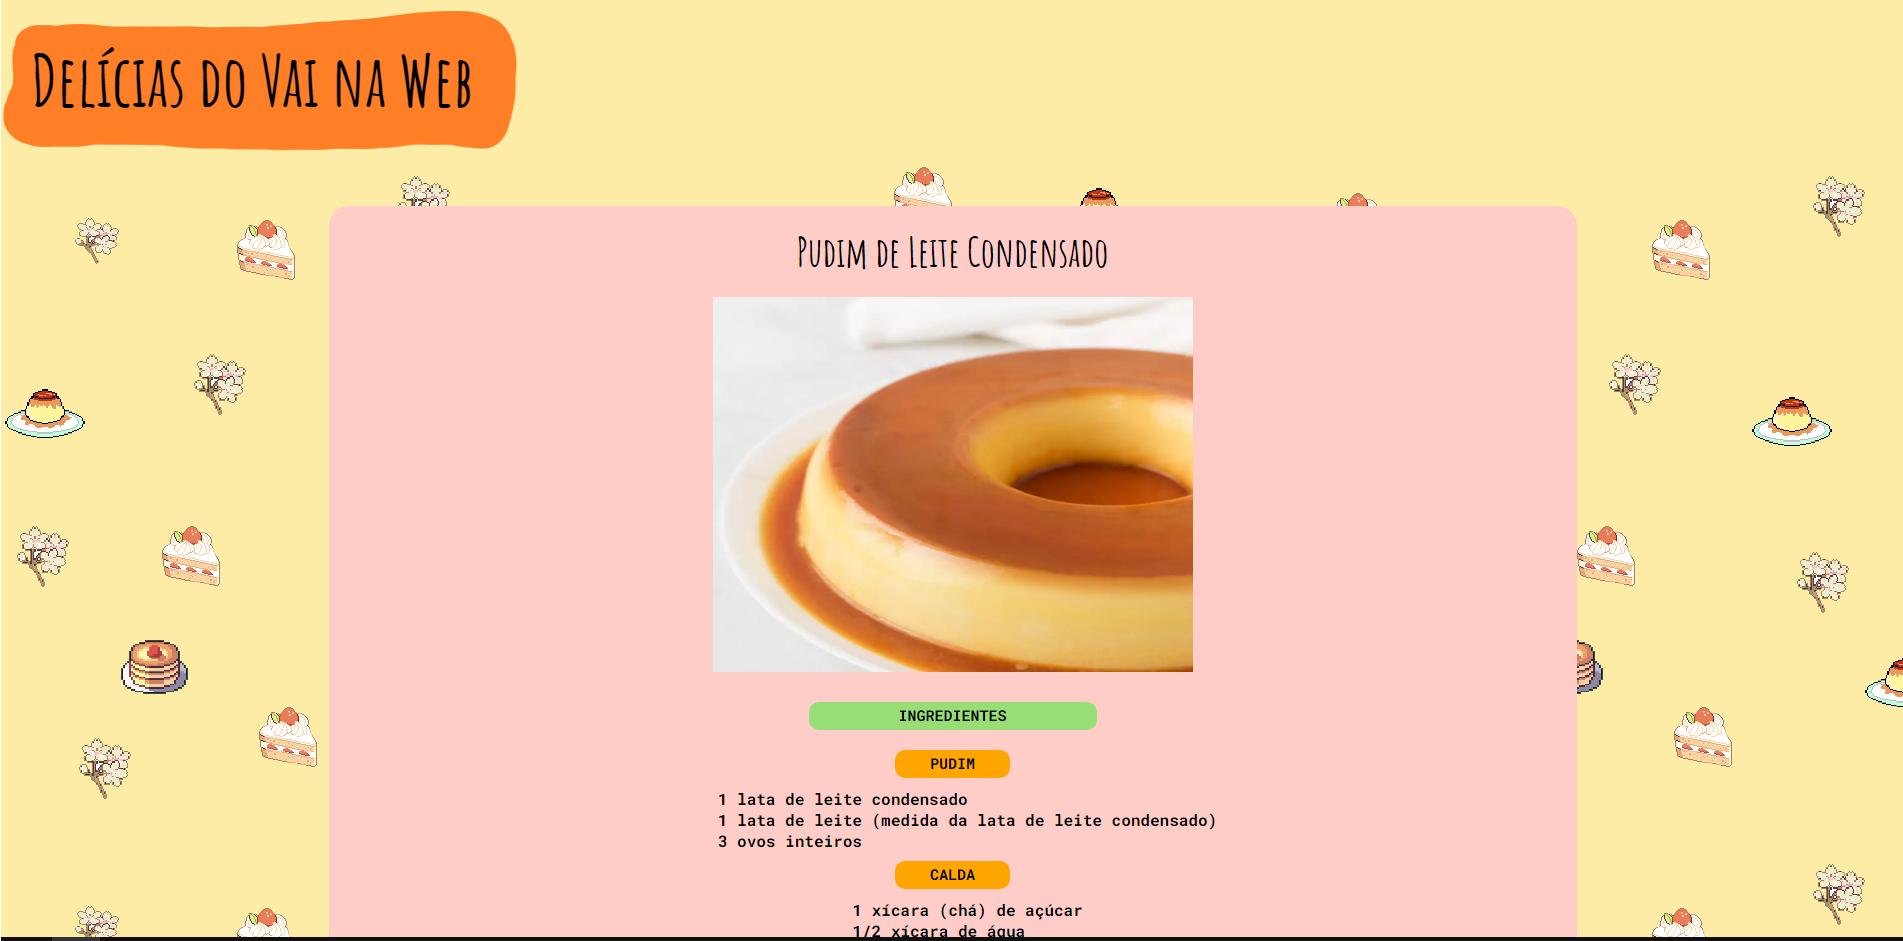 Delícias do Vai na Web
Pudim de Leite Condensado
INGREDIENTES
PUDIM
1 lata de leite condensado
1 lata de leite (medida da lata de leite condensado)
3 ovos inteiros
CALDA
1 xícara (chá) de açúcar
1/2 xícara de água